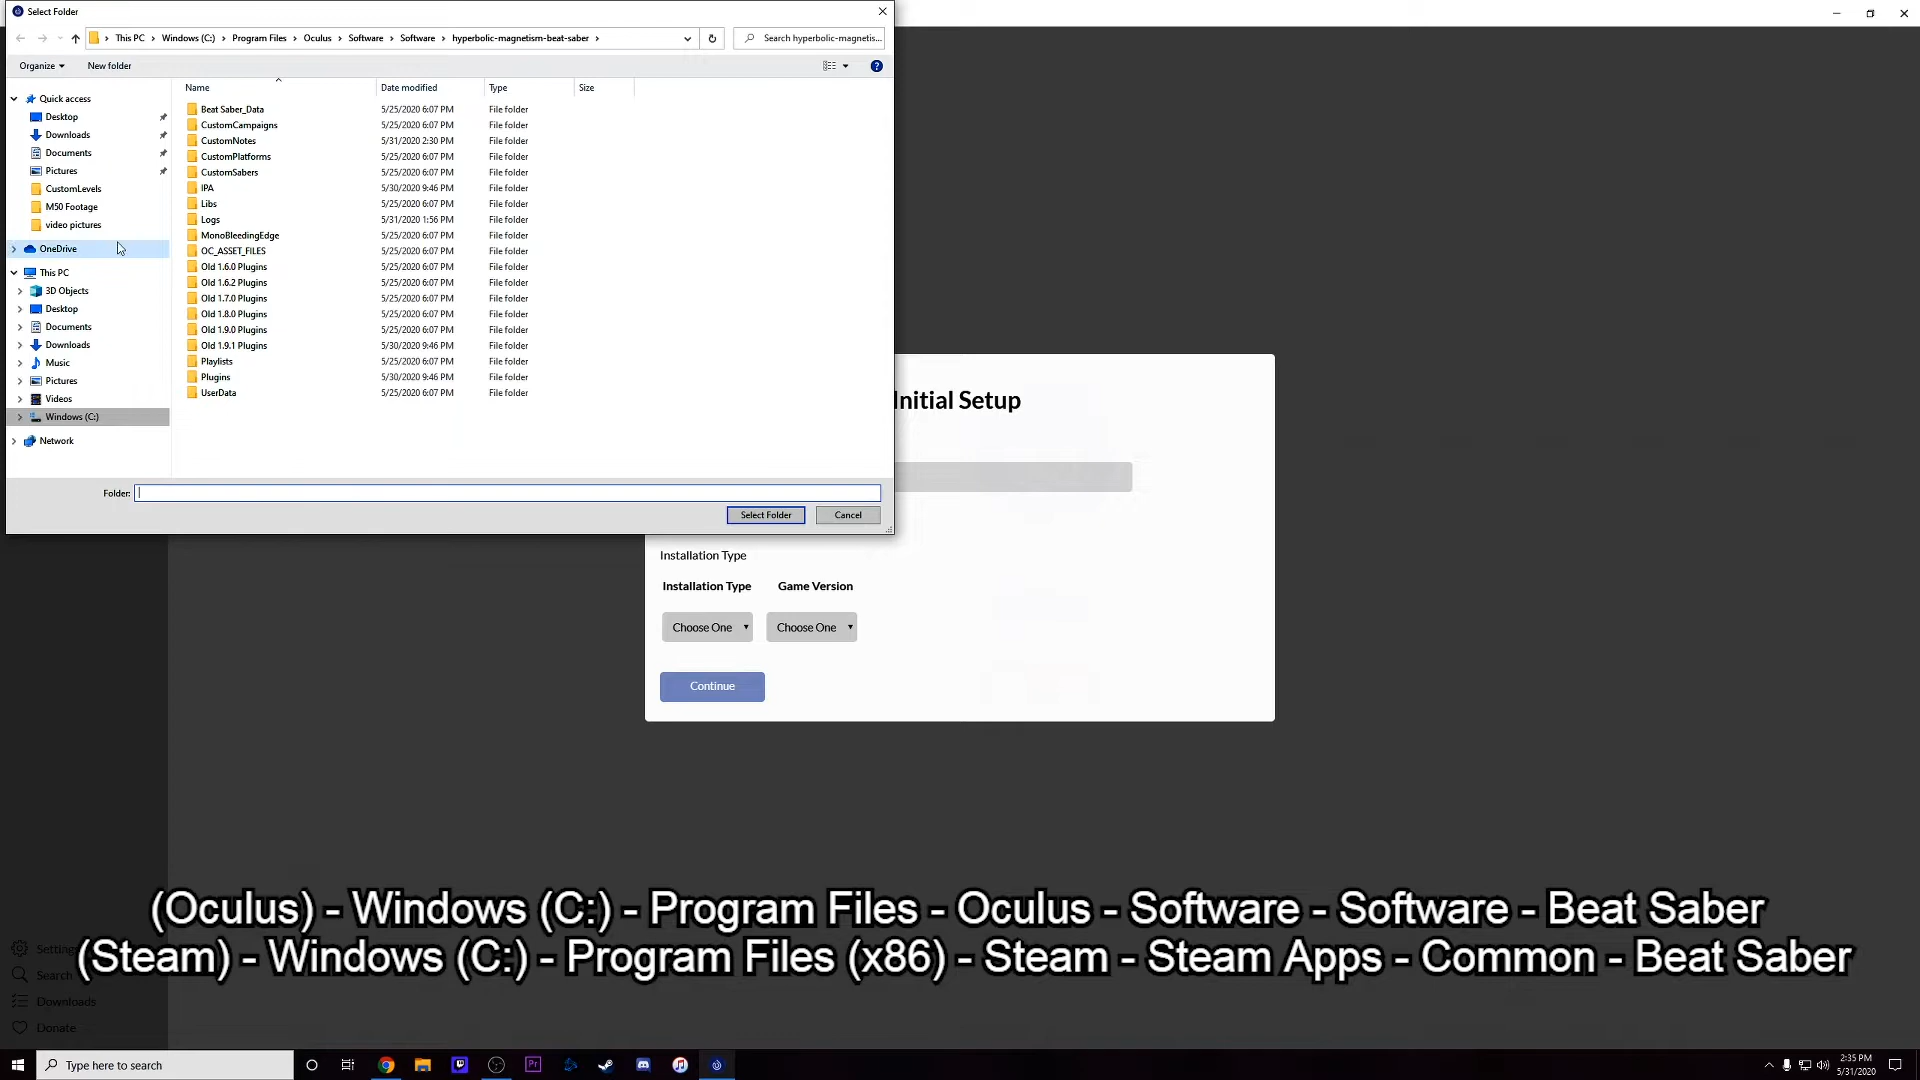 Select Folder
This PC > Windows (C:) > Program Files > Oculus > Software > Software > hyperbolic-magnetism-beat-saber >
Search hyperbolic-magnetis...
Organize
New folder
Name Date modified Type Size
Quick access
Desktop
Downloads
Documents
Pictures
CustomLevels
M50 Footage
video pictures
OneDrive
This PC
3D Objects
Desktop
Documents
Downloads
Music
Pictures
Videos
Windows (C:)
Network
Beat Saber_Data 5/25/2020 6:07 PM File folder
CustomCampaigns 5/25/2020 6:07 PM File folder
CustomNotes 5/31/2020 2:30 PM File folder
CustomPlatforms 5/25/2020 6:07 PM File folder
CustomSabers 5/25/2020 6:07 PM File folder
IPA 5/30/2020 9:46 PM File folder
Libs 5/25/2020 6:07 PM File folder
Logs 5/31/2020 1:56 PM File folder
MonoBleedingEdge 5/25/2020 6:07 PM File folder
OC_ASSET_FILES 5/25/2020 6:07 PM File folder
Old 1.6.0 Plugins 5/25/2020 6:07 PM File folder
Old 1.6.2 Plugins 5/25/2020 6:07 PM File folder
Old 1.7.0 Plugins 5/25/2020 6:07 PM File folder
Old 1.8.0 Plugins 5/25/2020 6:07 PM File folder
Old 1.9.0 Plugins 5/25/2020 6:07 PM File folder
Old 1.9.1 Plugins 5/30/2020 9:46 PM File folder
Playlists 5/25/2020 6:07 PM File folder
Plugins 5/30/2020 9:46 PM File folder
UserData 5/25/2020 6:07 PM File folder
Folder:
Select Folder Cancel
Initial Setup
Installation Type
Installation Type Game Version
Choose One Choose One
Continue
(Oculus) - Windows (C:) - Program Files - Oculus - Software - Software - Beat Saber
(Steam) - Windows (C:) - Program Files (x86) - Steam - Steam Apps - Common - Beat Saber
Settings
Search
Downloads
Donate
Type here to search
Pr
2:35 PM
5/31/2020